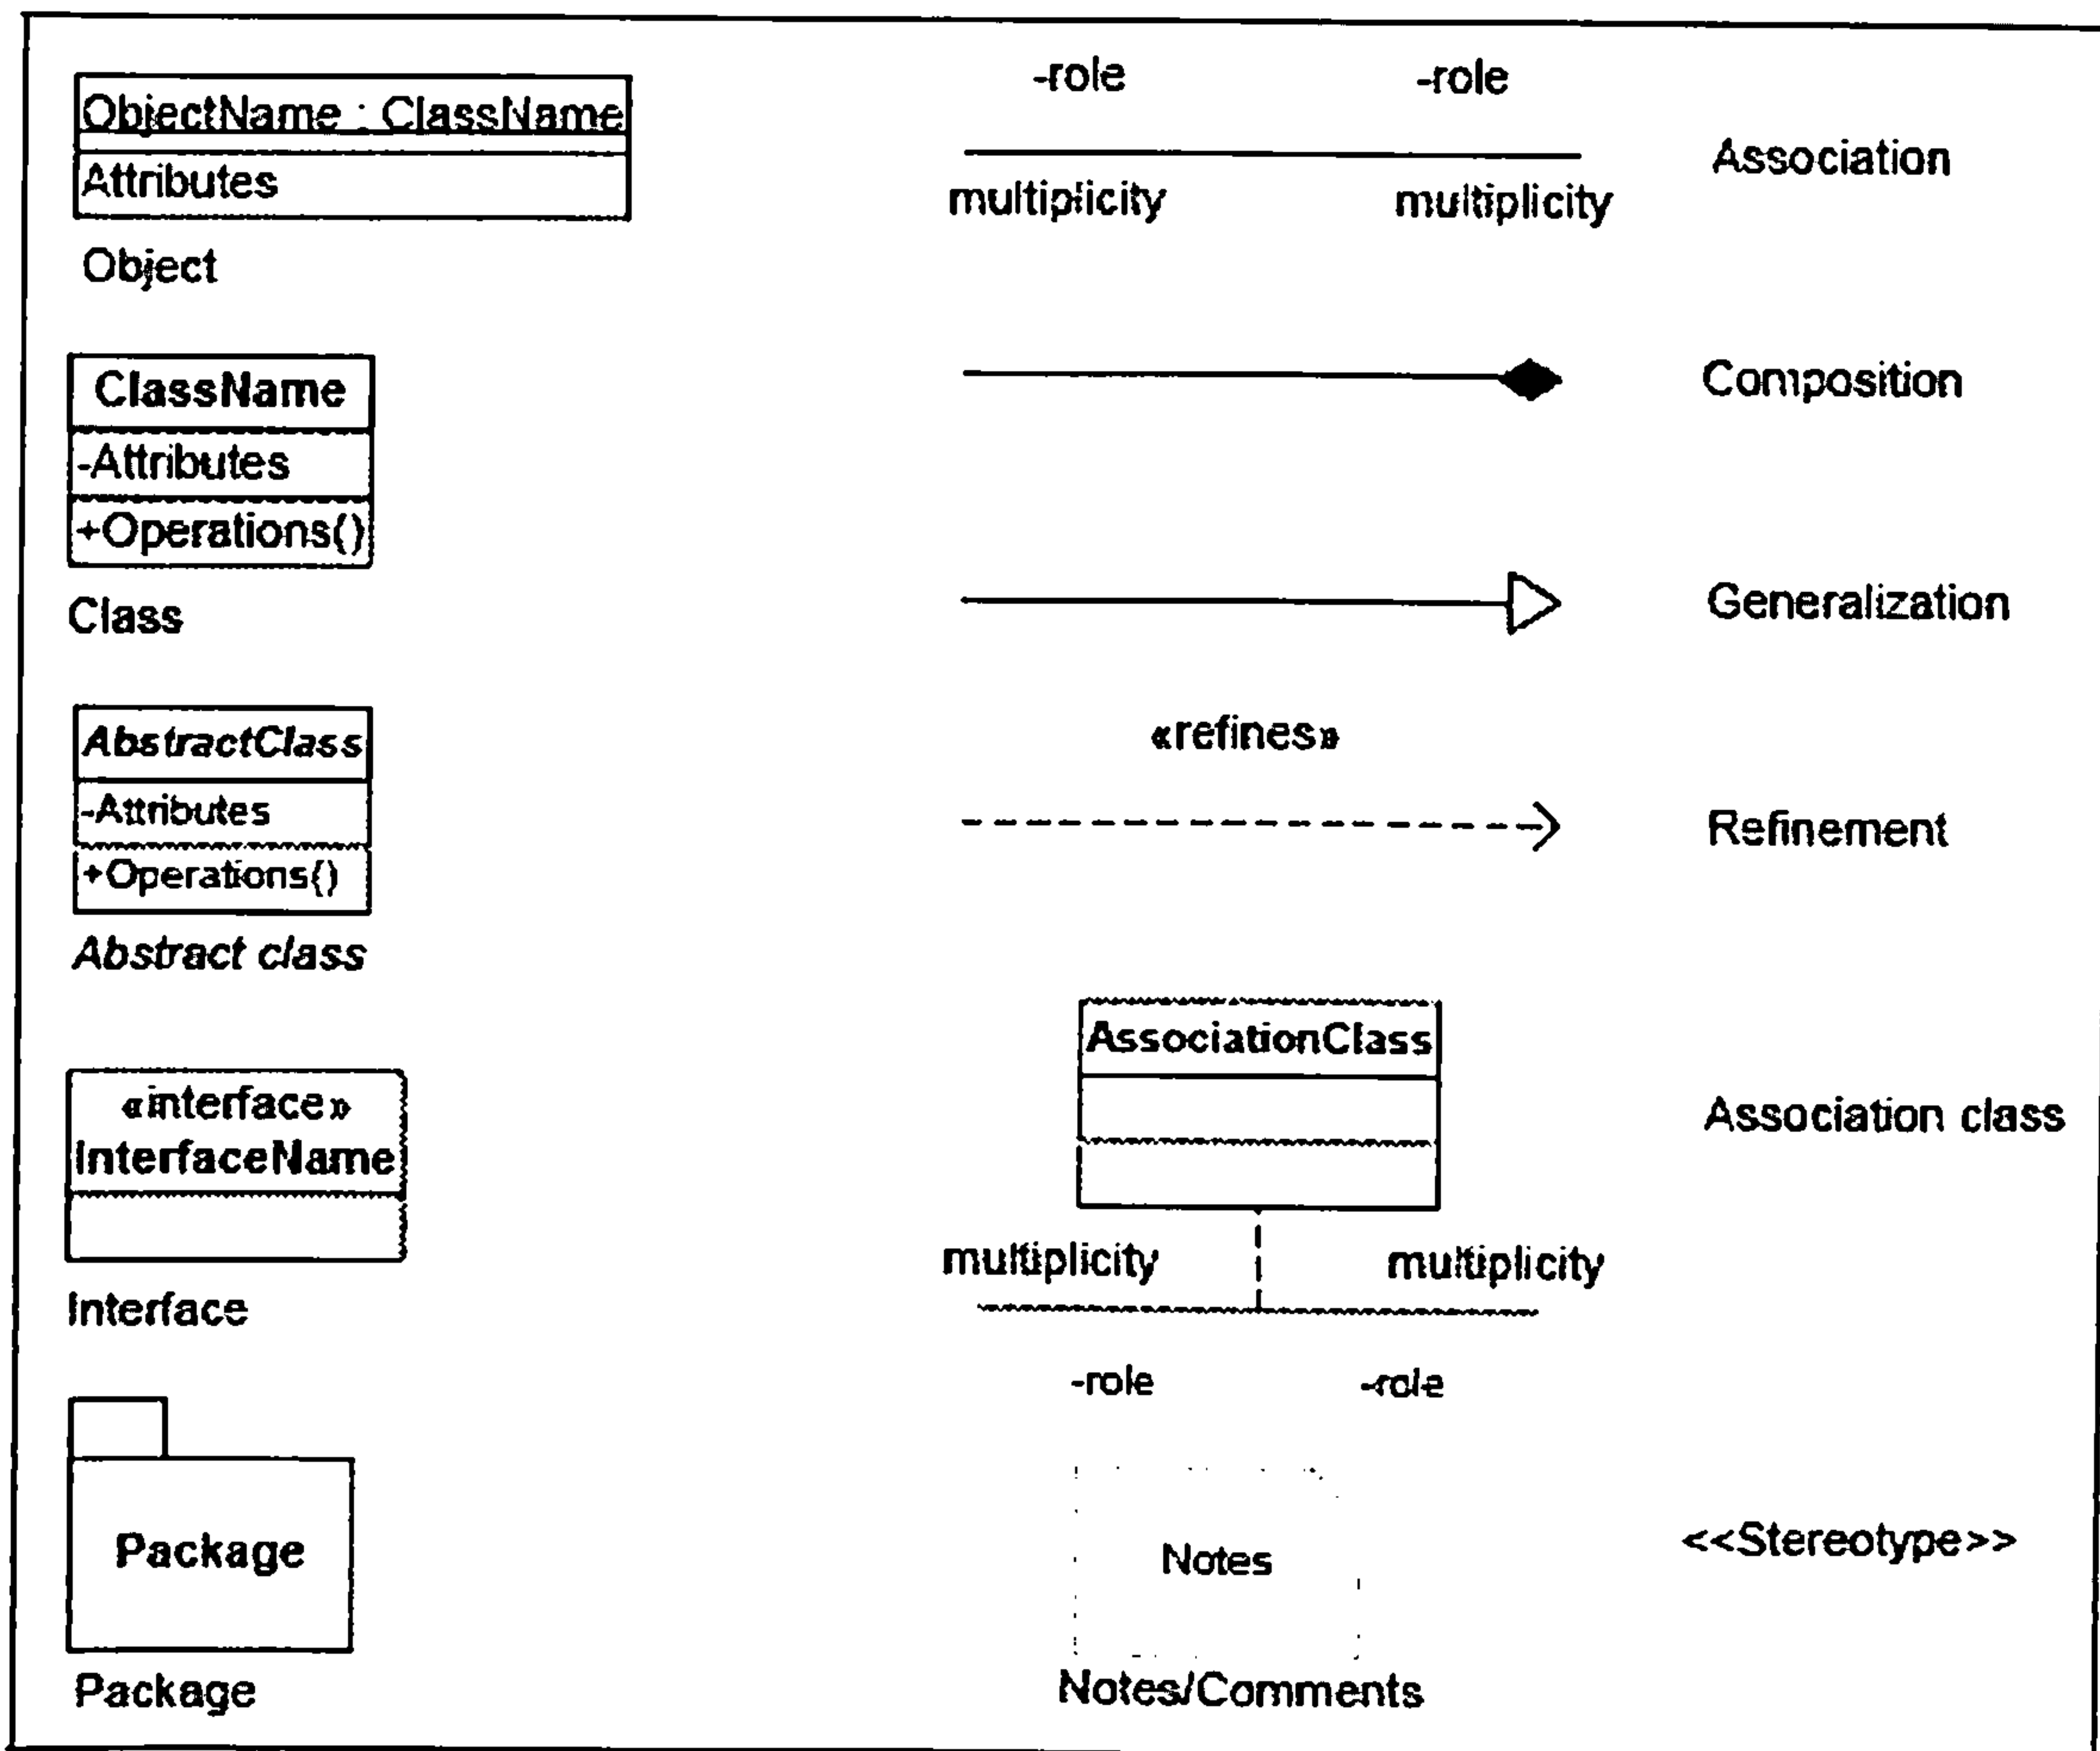 ObjectName : ClassName
Attributes
Object
-role -role
multiplicity multiplicity
Association
ClassName
-Attributes
+Operations()
Class
Composition
Generalization
AbstractClass
-Attributes
+Operations()
Abstract class
«refines»
Refinement
«interface»
InterfaceName
Interface
AssociationClass
multiplicity multiplicity
-role -role
Association class
Package
Package
Notes
Notes/Comments
<<Stereotype>>